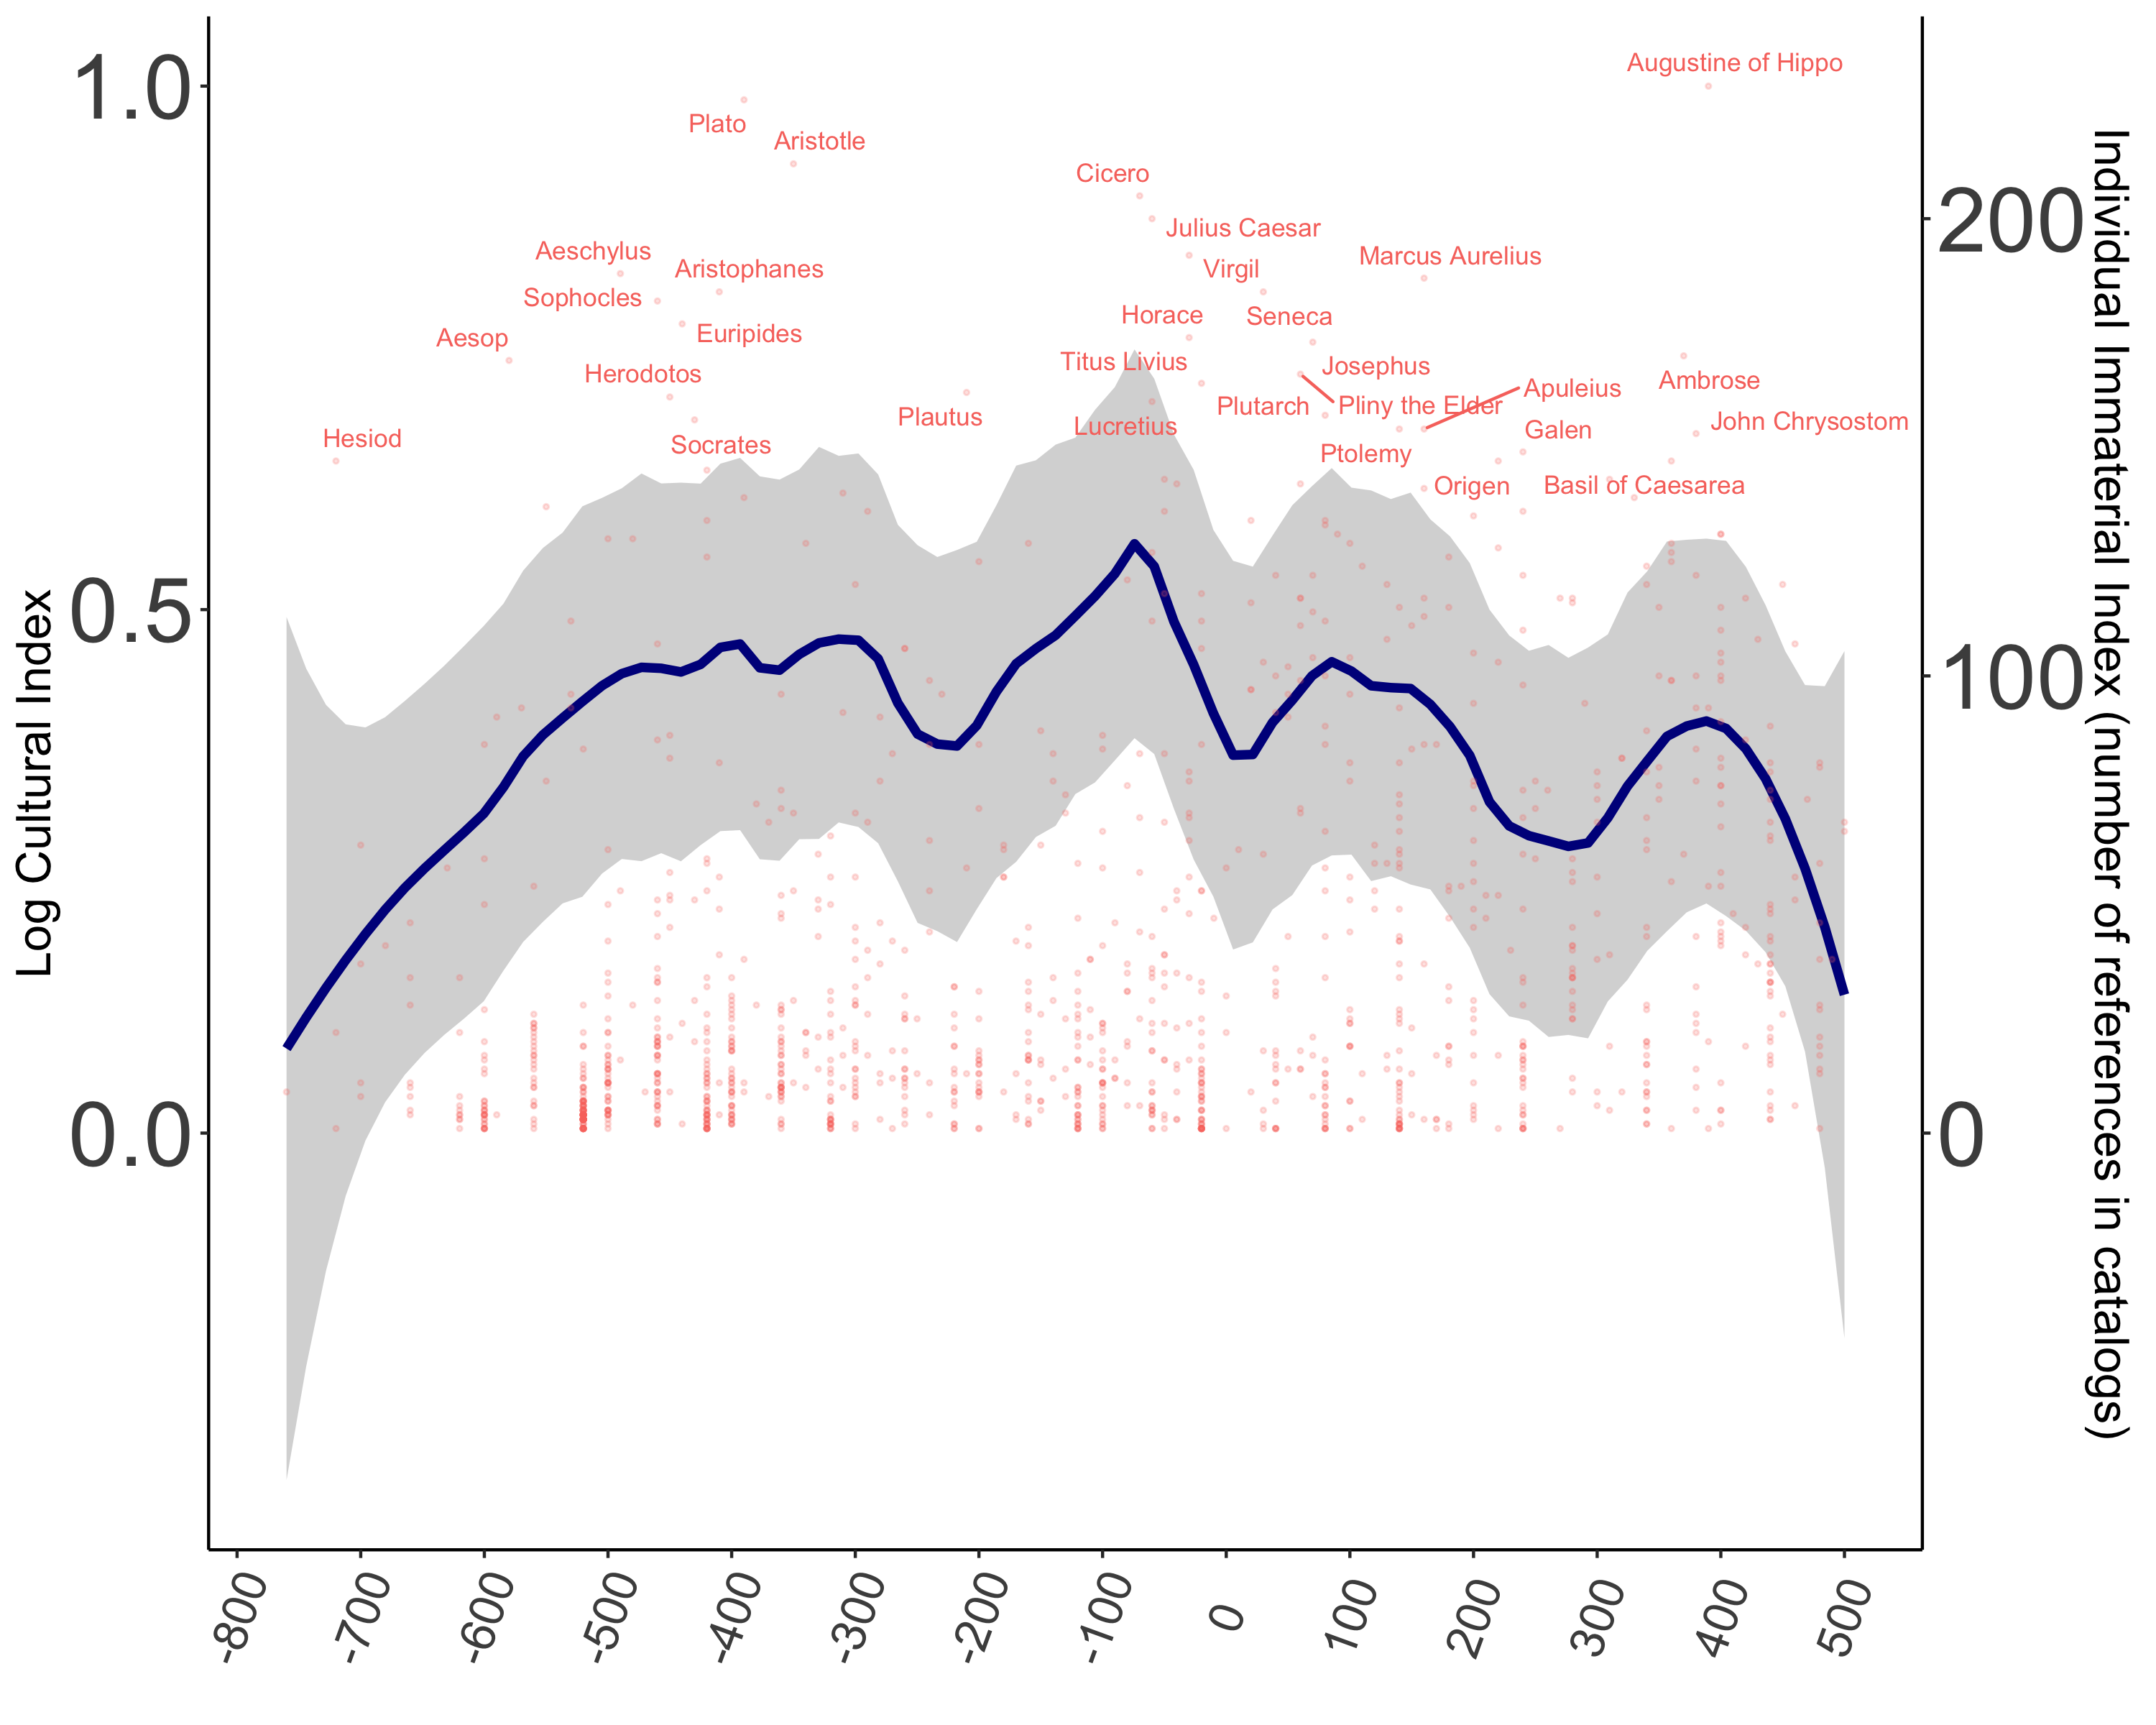 Augustine of Hippo
1.0
Plato
Aristotle
Cicero
200
Julius Caesar
Aeschylus
Aristophanes
Virgil
Marcus Aurelius
Sophocles
Horace
Seneca
Aesop
Euripides
Titus Livius
Josephus
Herodotos
Ambrose
Apuleius
Plautus
Plutarch
Pliny the Elder
Lucretius
John Chrysostom
Hesiod
Socrates
Galen
Ptolemy
Origen
Basil of Caesarea
0.5
100
0.0
0
Log Cultural Index
Individual Immaterial Index (number of references in cataloggs)
-800
-700
-600
-500
-400
-300
-200
-100
0
100
200
300
400
500